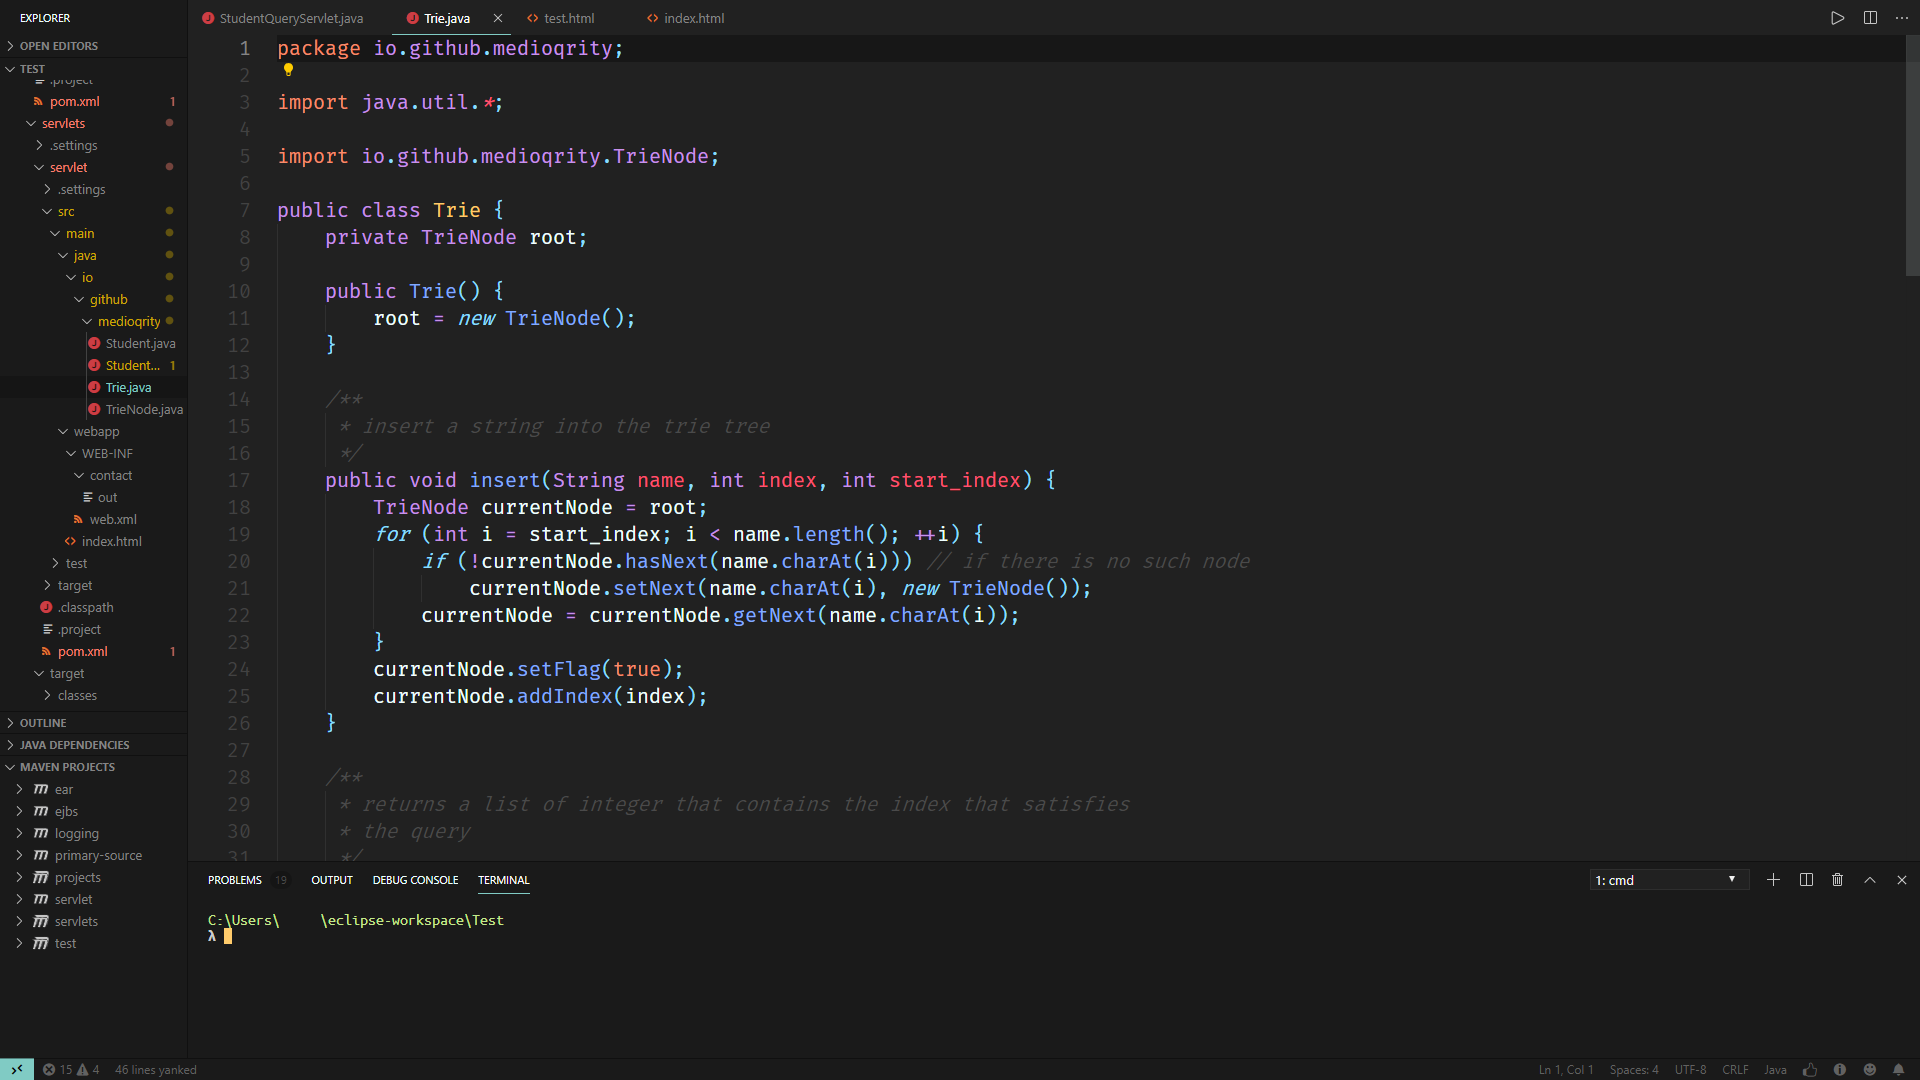 EXPLORER
OPEN EDITORS
TEST
.project
pom.xml 1
servlets
.settings
servlet
.settings
src
main
java
io
github
medioqrity
Student.java
Student... 1
Trie.java
TrieNode.java
webapp
WEB-INF
contact
out
web.xml
index.html
test
target
.classpath
.project
pom.xml 1
target
classes
OUTLINE
JAVA DEPENDENCIES
MAVEN PROJECTS
ear
ejbs
logging
primary-source
projects
servlet
servlets
test
StudentQueryServlet.java Trie.java test.html index.html
1 package io.github.medioqrity;
2
3 import java.util.*;
4
5 import io.github.medioqrity.TrieNode;
6
7 public class Trie {
8 private TrieNode root;
9
10 public Trie() {
11 root = new TrieNode();
12 }
13
14 /**
15 * insert a string into the trie tree
16 */
17 public void insert(String name, int index, int start_index) {
18 TrieNode currentNode = root;
19 for (int i = start_index; i < name.length(); ++i) {
20 if (!currentNode.hasNext(name.charAt(i))) // if there is no such node
21 currentNode.setNext(name.charAt(i), new TrieNode());
22 currentNode = currentNode.getNext(name.charAt(i));
23 }
24 currentNode.setFlag(true);
25 currentNode.addIndex(index);
26 }
27
28 /**
29 * returns a list of integer that contains the index that satisfies
30 * the query
31 */
PROBLEMS 19 OUTPUT DEBUG CONSOLE TERMINAL 1: cmd
C:\Users\ \eclipse-workspace\Test
λ
15 4 46 lines yanked Ln 1, Col 1 Spaces: 4 UTF-8 CRLF Java